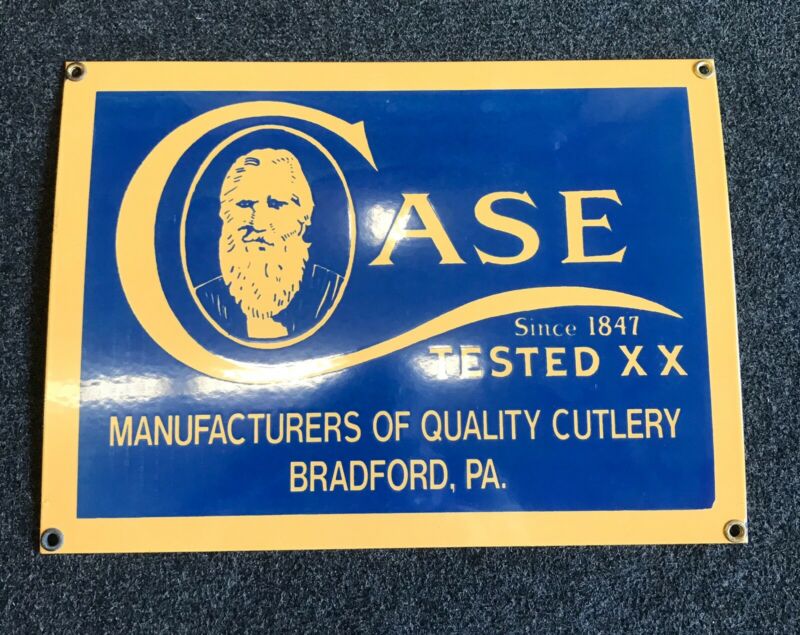 CASE
Since 1847
TESTED XX
MANUFACTURERS OF QUALITY CUTLERY
BRADFORD, PA.